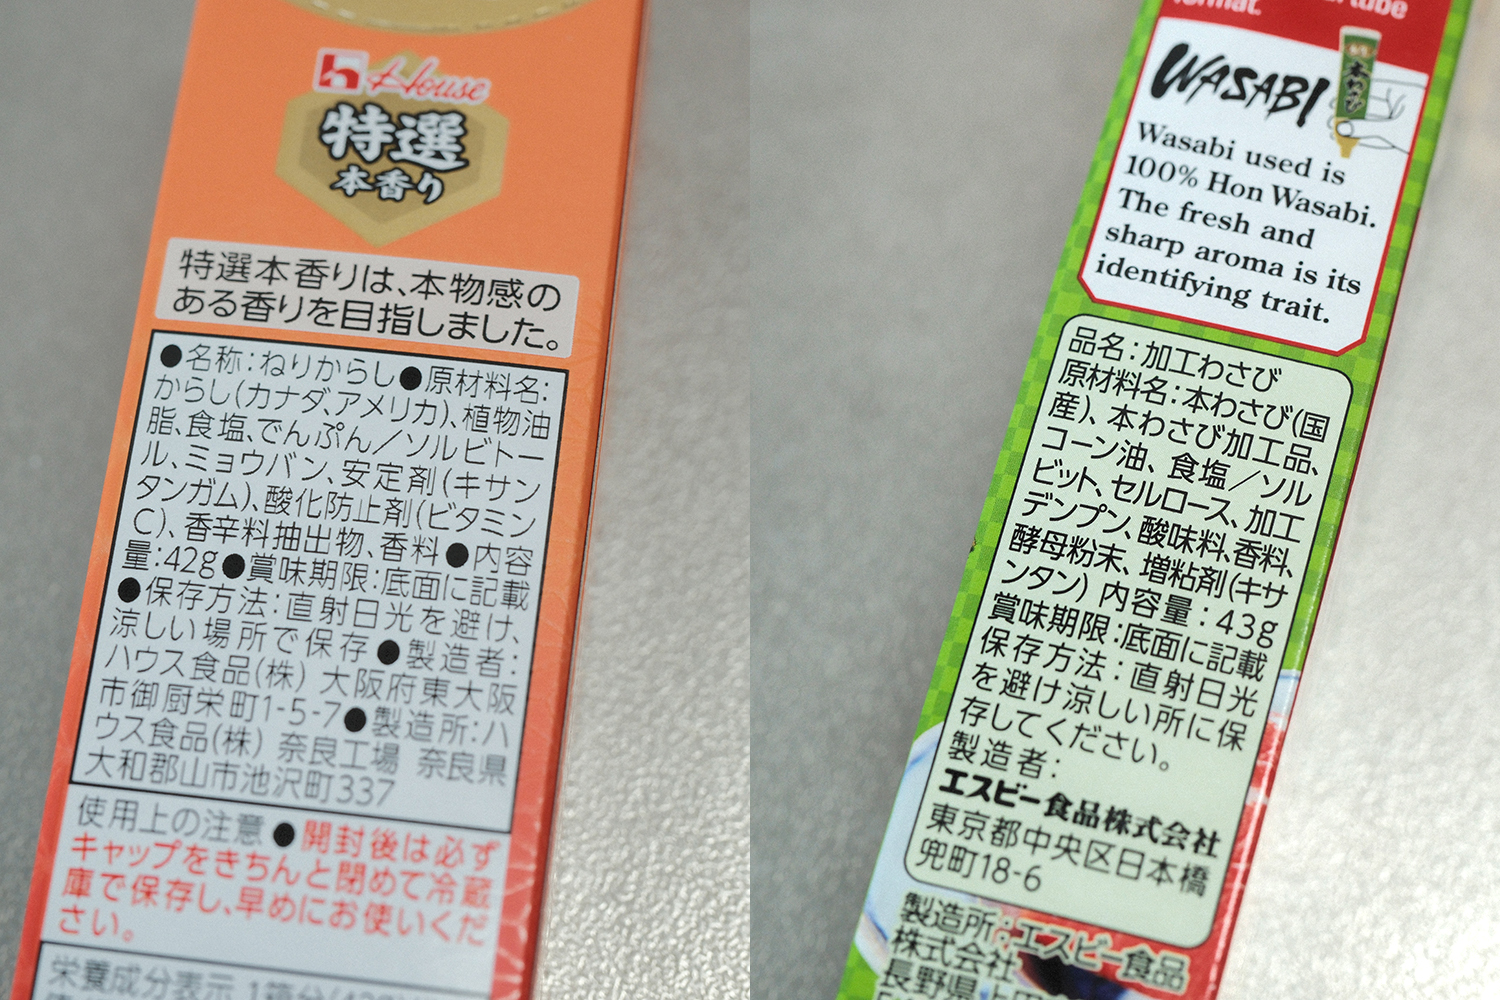 House
特選
本香り
特選本香りは、本物感の
ある香りを目指しました。
●名称:ねりからし●原材料名:
からし(カナダ、アメリカ)、植物油
脂、食塩、でんぷん/ソルビトー
ル、ミョウバン、安定剤(キサン
タンガム)、酸化防止剤(ビタミン
C)、香辛料抽出物、香料●内容
量:42g●賞味期限:底面に記載
●保存方法:直射日光を避け、
涼しい場所で保存●製造者:
ハウス食品(株) 大阪府東大阪
市御厨栄町1-5-7●製造所:ハ
ウス食品(株) 奈良工場 奈良県
大和郡山市池沢町337
使用上の注意●開封後は必ず
キャップをきちんと閉めて冷蔵
庫で保存し、早めにお使いくだ
さい。
栄養成分表示
format.
tube
WASABI
本わさび
Wasabi used is
100% Hon Wasabi.
The fresh and
sharp aroma is its
identifying trait.
品名:加工わさび
原材料名:本わさび(国
産)、本わさび加工品、
コーン油、食塩/ソル
ビット、セルロース、加工
デンプン、酸味料、香料、
酵母粉末、増粘剤(キサ
ンタン) 内容量:43g
賞味期限:底面に記載
保存方法:直射日光
を避け涼しい所に保
存してください。
製造者:
エスビー食品株式会社
東京都中央区日本橋
兜町18-6
製造所:エスビー食品
株式会社
長野県上田